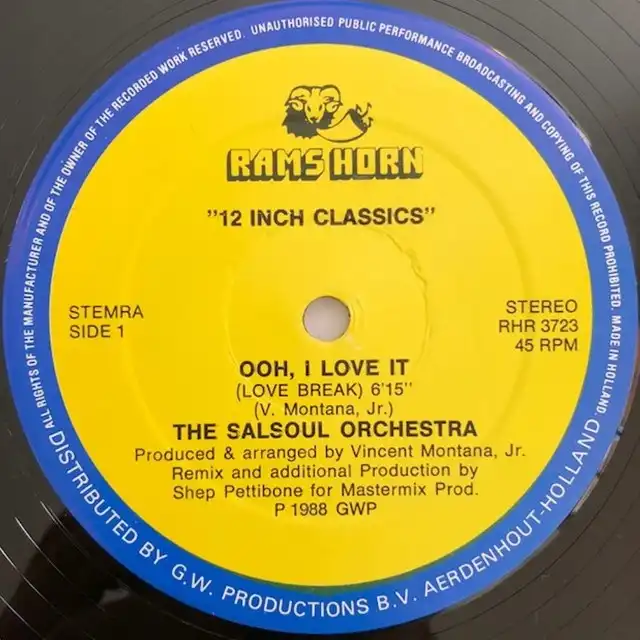 ALL RIGHTS OF THE MANUFACTURER AND OF THE OWNER OF THE RECORDED WORK RESERVED. UNAUTHORISED PUBLIC PERFORMANCE BROADCASTING AND COPYING OF THIS RECORD PROHIBITED. MADE IN HOLLAND.
RAMS HORN
"12 INCH CLASSICS"
STEMRA
SIDE 1
STEREO
RHR 3723
45 RPM
OOH, I LOVE IT
(LOVE BREAK) 6'15"
(V. Montana, Jr.)
THE SALSOUL ORCHESTRA
Produced & arranged by Vincent Montana, Jr.
Remix and additional Production by
Shep Pettibone for Mastermix Prod.
P 1988 GWP
DISTRIBUTED BY G.W. PRODUCTIONS B.V. AERDENHOUT-HOLLAND